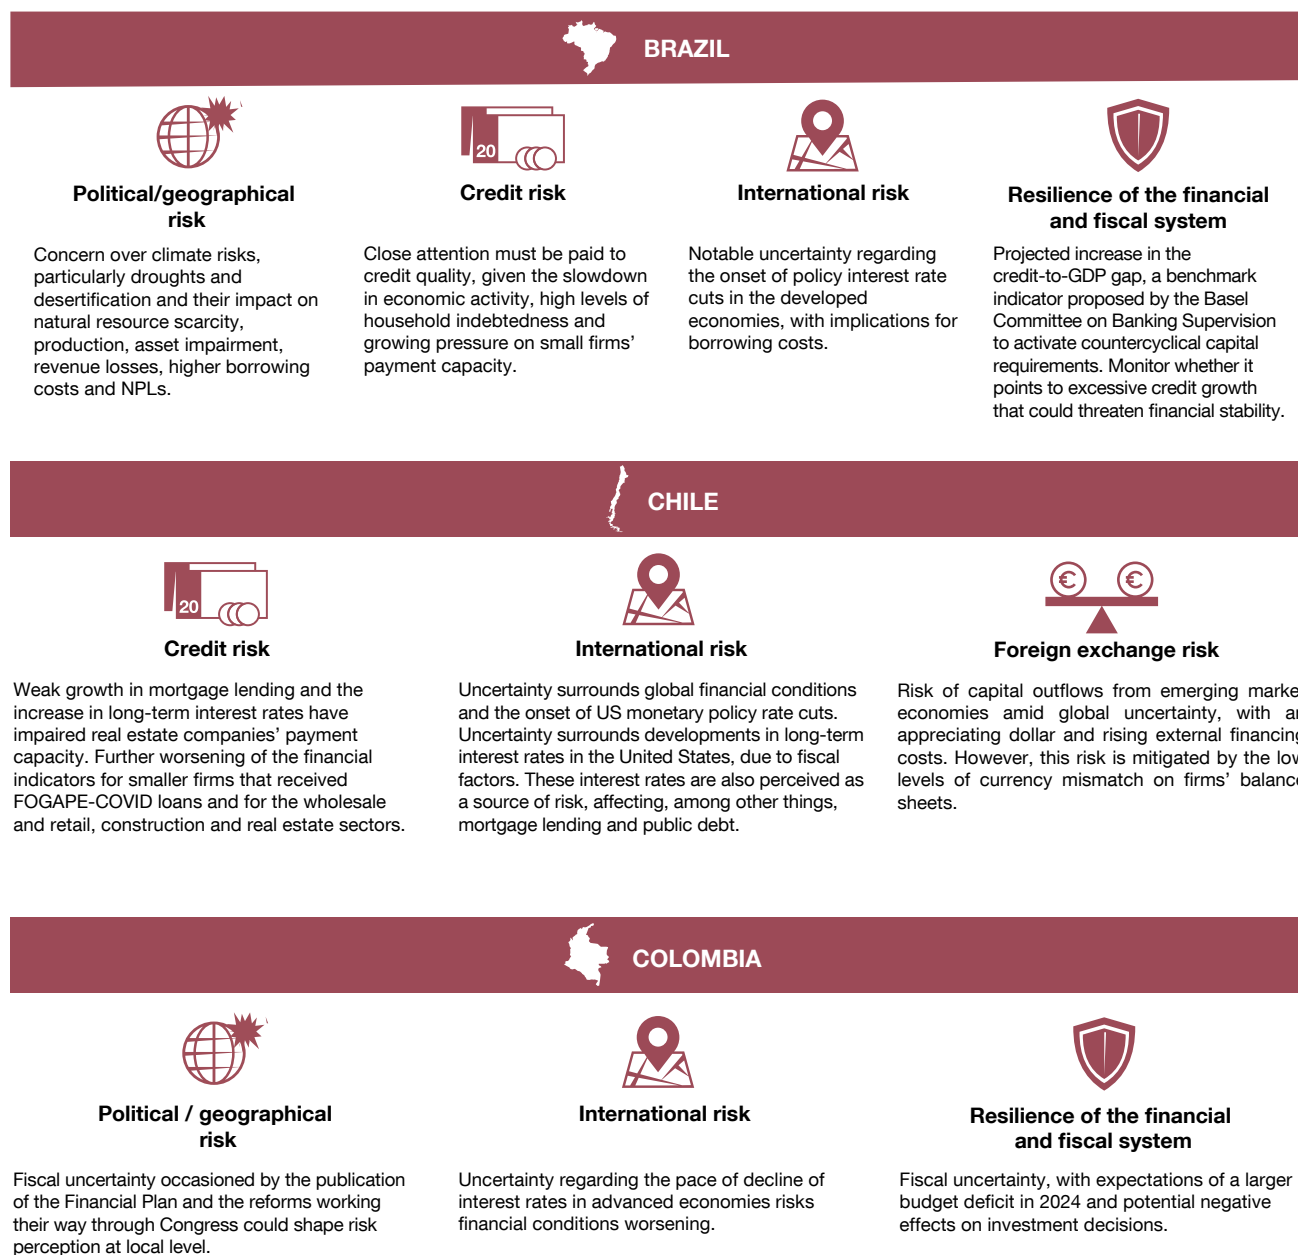 BRAZIL
20
Political/geographical
risk
Concern over climate risks,
particularly droughts and
desertification and their impact on
natural resource scarcity,
production, asset impairment,
revenue losses, higher borrowing
costs and NPLs.
Credit risk
Close attention must be paid to
credit quality, given the slowdown
in economic activity, high levels of
household indebtedness and
growing pressure on small firms'
payment capacity.
International risk
Notable uncertainty regarding
the onset of policy interest rate
cuts in the developed
economies, with implications for
borrowing costs.
Resilience of the financial
and fiscal system
Projected increase in the
credit-to-GDP gap, a benchmark
indicator proposed by the Basel
Committee on Banking Supervision
to activate countercyclical capital
requirements. Monitor whether it
points to excessive credit growth
that could threaten financial stability.
CHILE
20
Credit risk
Weak growth in mortgage lending and the
increase in long-term interest rates have
impaired real estate companies' payment
capacity. Further worsening of the financial
indicators for smaller firms that received
FOGAPE-COVID loans and for the wholesale
and retail, construction and real estate sectors.
International risk
Uncertainty surrounds global financial conditions
and the onset of US monetary policy rate cuts.
Uncertainty surrounds developments in long-term
interest rates in the United States, due to fiscal
factors. These interest rates are also perceived as
a source of risk, affecting, among other things,
mortgage lending and public debt.
€ €
Foreign exchange risk
Risk of capital outflows from emerging marke
economies amid global uncertainty, with a
appreciating dollar and rising external financing
costs. However, this risk is mitigated by the low
levels of currency mismatch on firms' balance
sheets.
COLOMBIA
Political / geographical
risk
Fiscal uncertainty occasioned by the publication
of the Financial Plan and the reforms working
their way through Congress could shape risk
perception at local level.
International risk
Uncertainty regarding the pace of decline of
interest rates in advanced economies risks
financial conditions worsening.
Resilience of the financial
and fiscal system
Fiscal uncertainty, with expectations of a larger
budget deficit in 2024 and potential negative
effects on investment decisions.